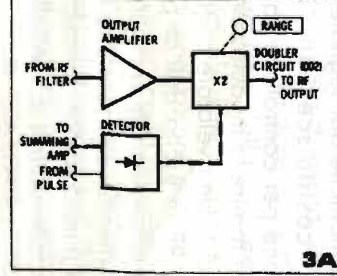 OUTPUT
AMPLIFIER
RANGE
DOUBLER
CIRCUIT (002)
FROM RF
FILTER
X2
TO RF
OUTPUT
TO
SUMMING
AMP
FROM
PULSE
DETECTOR
3A